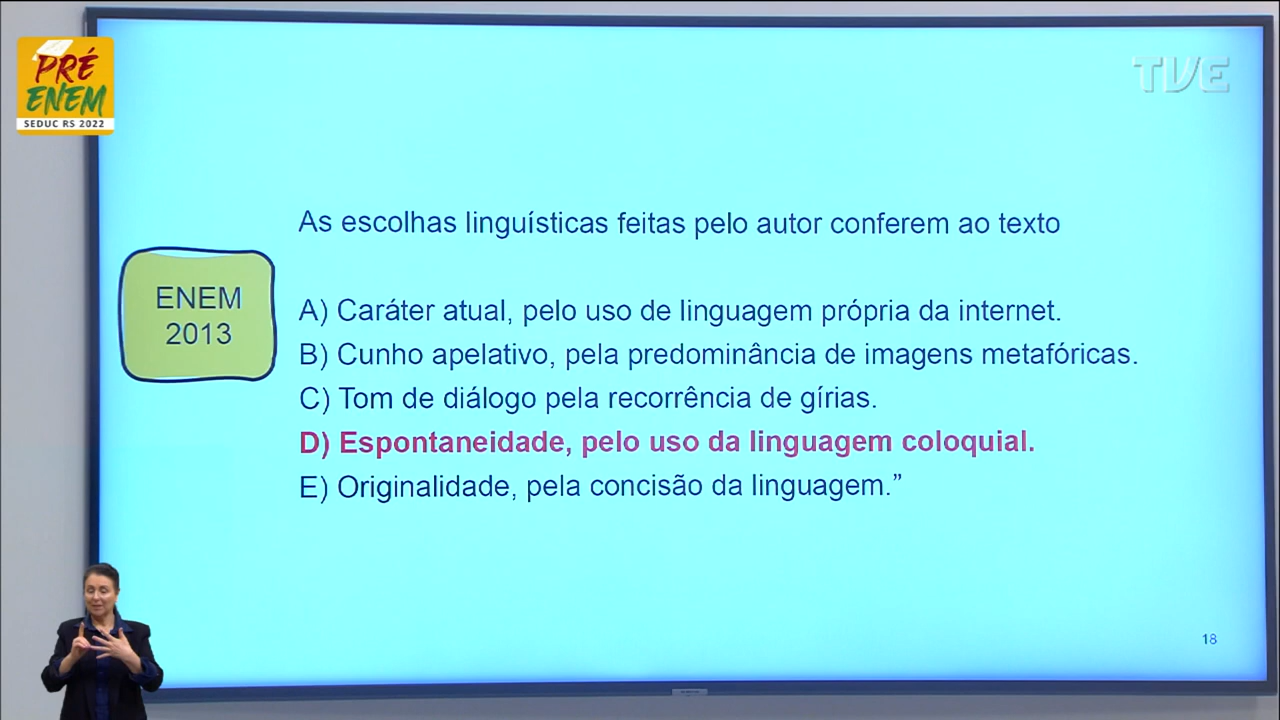 PRÉ
ENEM
SEDUC RS 2022
TVE
As escolhas linguísticas feitas pelo autor conferem ao texto
ENEM
2013
A) Caráter atual, pelo uso de linguagem própria da internet.
B) Cunho apelativo, pela predominância de imagens metafóricas.
C) Tom de diálogo pela recorrência de gírias.
D) Espontaneidade, pelo uso da linguagem coloquial.
E) Originalidade, pela concisão da linguagem.”
18